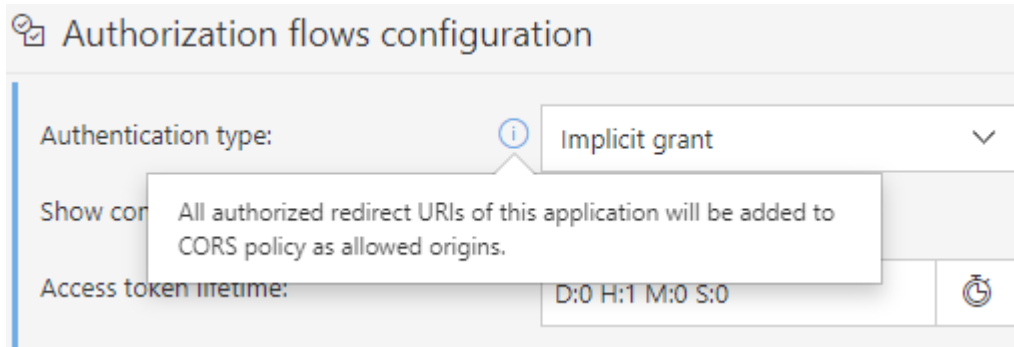 Authorization flows configuration
Authentication type:
Implicit grant
All authorized redirect URIs of this application will be added to
CORS policy as allowed origins.
Show
Access token lifetime:
D:0 H:1 M:0 S:0